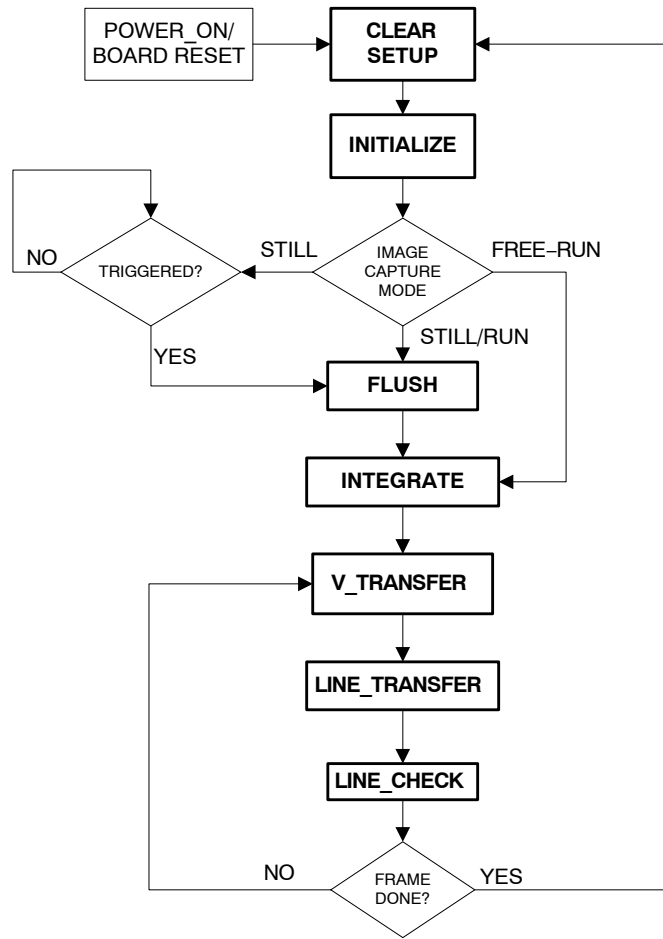 POWER_ON/
BOARD RESET
CLEAR
SETUP
INITIALIZE
NO
TRIGGERED?
STILL
IMAGE
CAPTURE
MODE
FREE−RUN
YES
STILL/RUN
FLUSH
INTEGRATE
V_TRANSFER
LINE_TRANSFER
LINE_CHECK
NO
FRAME
DONE?
YES